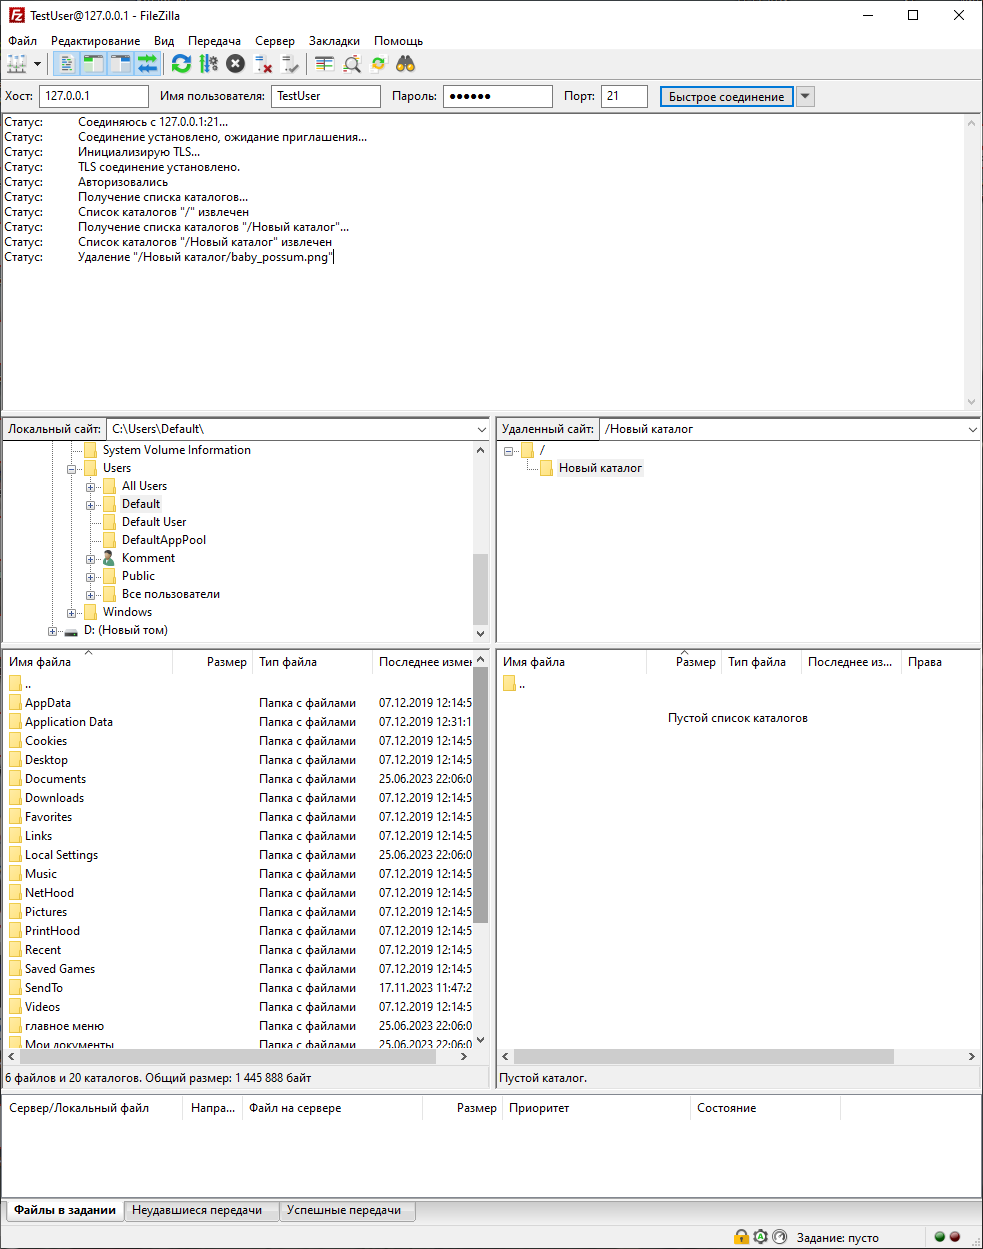 TestUser@127.0.0.1 - FileZilla
Файл Редактирование Вид Передача Сервер Закладки Помощь
Хост: 127.0.0.1 Имя пользователя: TestUser Пароль: ●●●●●● Порт: 21 Быстрое соединение
Статус: Соединяюсь с 127.0.0.1:21...
Статус: Соединение установлено, ожидание приглашения...
Статус: Инициализирую TLS...
Статус: TLS соединение установлено.
Статус: Авторизовались
Статус: Получение списка каталогов...
Статус: Список каталогов "/" извлечен
Статус: Получение списка каталогов "/Новый каталог"...
Статус: Список каталогов "/Новый каталог" извлечен
Статус: Удаление "/Новый каталог/baby_possum.png"
Локальный сайт: C:\Users\Default\
System Volume Information
Users
All Users
Default
Default User
DefaultAppPool
Komment
Public
Все пользователи
Windows
D: (Новый том)
Удаленный сайт: /Новый каталог
/
Новый каталог
Имя файла Размер Тип файла Последнее измен
..
AppData Папка с файлами 07.12.2019 12:14:5
Application Data Папка с файлами 07.12.2019 12:31:1
Cookies Папка с файлами 07.12.2019 12:14:5
Desktop Папка с файлами 07.12.2019 12:14:5
Documents Папка с файлами 25.06.2023 22:06:0
Downloads Папка с файлами 07.12.2019 12:14:5
Favorites Папка с файлами 07.12.2019 12:14:5
Links Папка с файлами 07.12.2019 12:14:5
Local Settings Папка с файлами 25.06.2023 22:06:0
Music Папка с файлами 07.12.2019 12:14:5
NetHood Папка с файлами 07.12.2019 12:14:5
Pictures Папка с файлами 07.12.2019 12:14:5
PrintHood Папка с файлами 07.12.2019 12:14:5
Recent Папка с файлами 07.12.2019 12:14:5
Saved Games Папка с файлами 07.12.2019 12:14:5
SendTo Папка с файлами 17.11.2023 11:47:2
Videos Папка с файлами 07.12.2019 12:14:5
главное меню Папка с файлами 25.06.2023 22:06:0
Мои документы Папка с файлами 25.06.2023 22:06:0
6 файлов и 20 каталогов. Общий размер: 1 445 888 байт
Имя файла Размер Тип файла Последнее из... Права
..
Пустой список каталогов
Пустой каталог.
Сервер/Локальный файл Напра... Файл на сервере Размер Приоритет Состояние
Файлы в задании Неудавшиеся передачи Успешные передачи
Задание: пусто